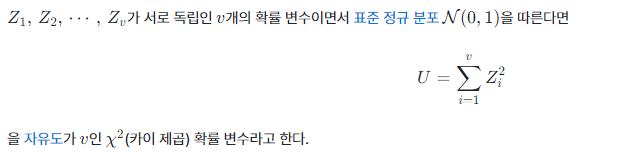 Z₁, Z₂, ⋯ , Zᵥ가 서로 독립인 v개의 확률 변수이면서 표준 정규 분포 𝒩(0, 1)을 따른다면
U = ∑_{i−1}^{v} Z_i^2
을 자유도가 v인 χ²(카이 제곱) 확률 변수라고 한다.